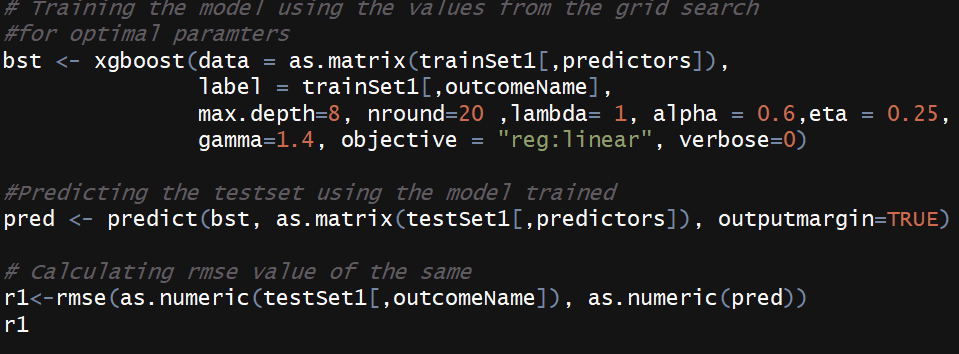 # Training the model using the values from the grid search
#for optimal paramters
bst <- xgboost(data = as.matrix(trainSet1[,predictors]),
label = trainSet1[,outcomeName],
max.depth=8, nround=20 ,lambda= 1, alpha = 0.6,eta = 0.25,
gamma=1.4, objective = "reg:linear", verbose=0)
#Predicting the testset using the model trained
pred <- predict(bst, as.matrix(testSet1[,predictors]), outputmargin=TRUE)
# Calculating rmse value of the same
r1<-rmse(as.numeric(testSet1[,outcomeName]), as.numeric(pred))
r1